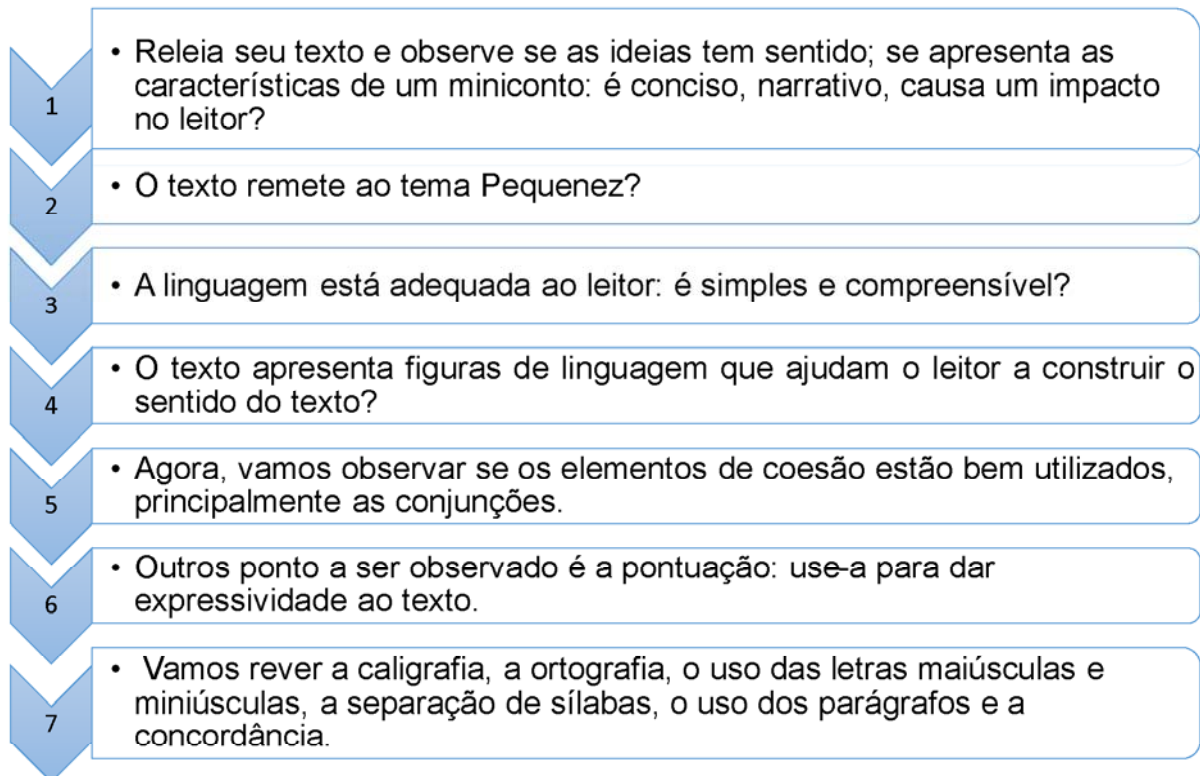 1
• Releia seu texto e observe se as ideias tem sentido; se apresenta as
características de um miniconto: é conciso, narrativo, causa um impacto
no leitor?
2
• O texto remete ao tema Pequenez?
3
• A linguagem está adequada ao leitor: é simples e compreensível?
4
• O texto apresenta figuras de linguagem que ajudam o leitor a construir o
sentido do texto?
5
• Agora, vamos observar se os elementos de coesão estão bem utilizados,
principalmente as conjunções.
6
• Outros ponto a ser observado é a pontuação: use-a para dar
expressividade ao texto.
7
• Vamos rever a caligrafia, a ortografia, o uso das letras maiúsculas e
miniúsculas, a separação de sílabas, o uso dos parágrafos e a
concordância.